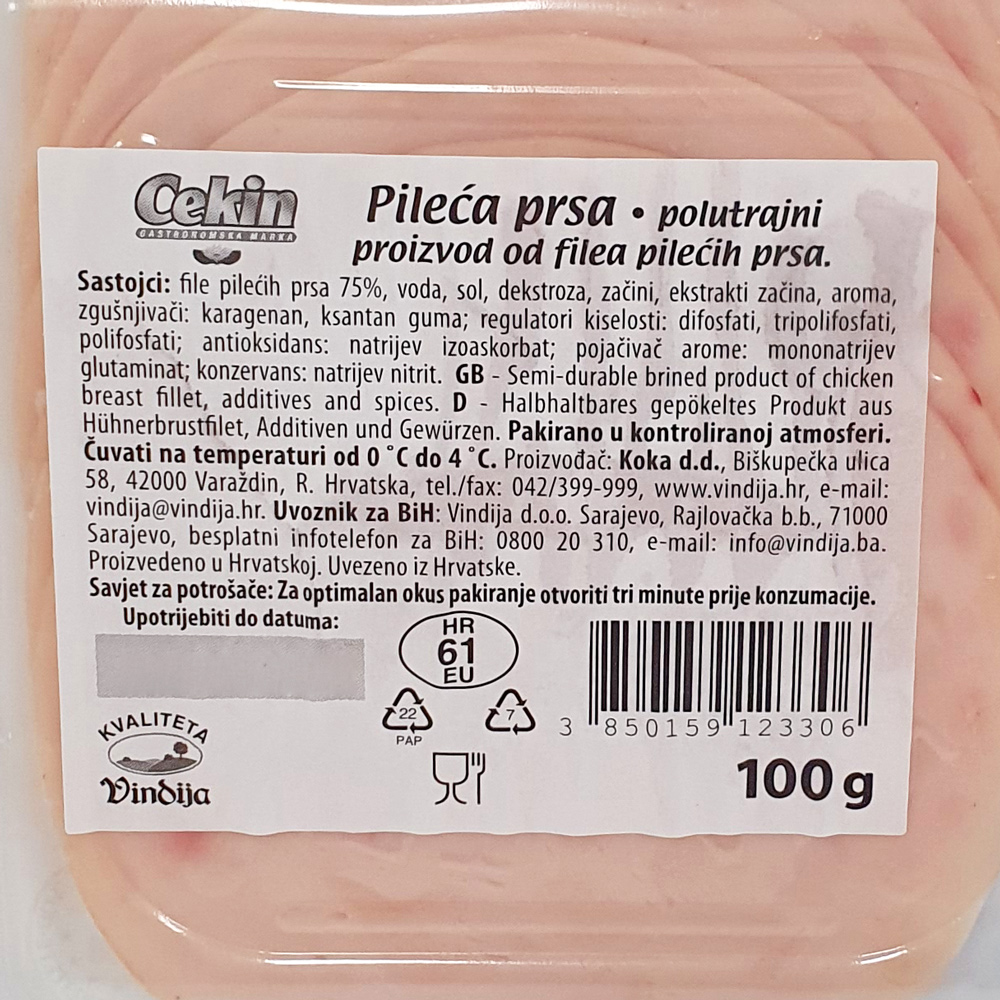 Cekin
GASTRONOMSKA MARKA
Pileća prsa • polutrajni
proizvod od filea pilećih prsa.
Sastojci: file pilećih prsa 75%, voda, sol, dekstroza, začini, ekstrakti začina, aroma,
zgušnjivači: karagenan, ksantan guma; regulatori kiselosti: difosfati, tripolifosfati,
polifosfati; antioksidans: natrijev izoaskorbat; pojačivač arome: mononatrijev
glutaminat; konzervans: natrijev nitrit. GB - Semi-durable brined product of chicken
breast fillet, additives and spices. D - Halbhaltbares gepökeltes Produkt aus
Hühnerbrustfilet, Additiven und Gewürzen. Pakirano u kontroliranoj atmosferi.
Čuvati na temperaturi od 0 °C do 4 °C. Proizvođač: Koka d.d., Biškupečka ulica
58, 42000 Varaždin, R. Hrvatska, tel./fax: 042/399-999, www.vindija.hr, e-mail:
vindija@vindija.hr. Uvoznik za BiH: Vindija d.o.o. Sarajevo, Rajlovačka b.b., 71000
Sarajevo, besplatni infotelefon za BiH: 0800 20 310, e-mail: info@vindija.ba.
Proizvedeno u Hrvatskoj. Uvezeno iz Hrvatske.
Savjet za potrošače: Za optimalan okus pakiranje otvoriti tri minute prije konzumacije.
Upotrijebiti do datuma:
HR
61
EU
22
PAP
7
3 850159 123306
KVALITETA
Vindija
100 g